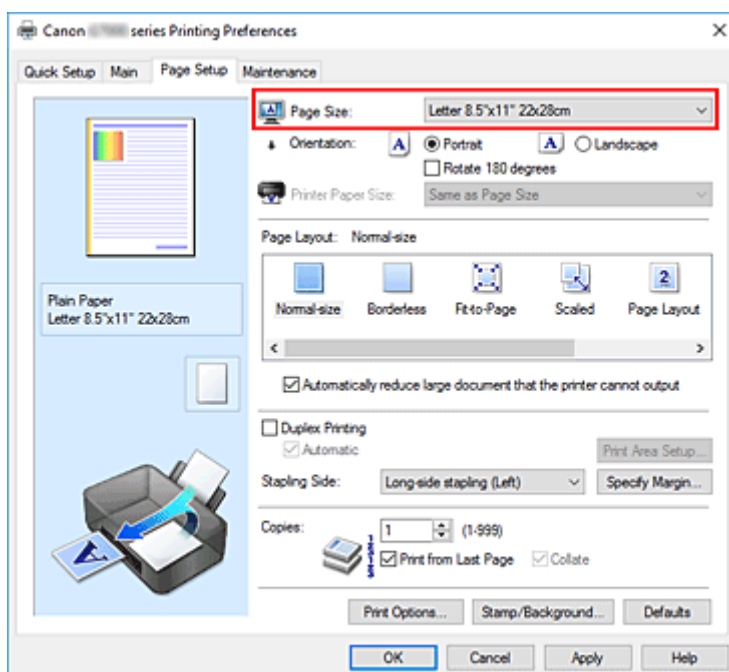 Canon series Printing Preferences
Quick Setup Main Page Setup Maintenance
Page Size: Letter 8.5"x11" 22x28cm
Orientation: A Portrait A Landscape
Rotate 180 degrees
Printer Paper Size: Same as Page Size
Page Layout: Normal-size
2
Normal-size Borderless Fit-to-Page Scaled Page Layout
Plain Paper
Letter 8.5"x11" 22x28cm
Automatically reduce large document that the printer cannot output
Duplex Printing
Automatic
Print Area Setup...
Stapling Side: Long-side stapling (Left) Specify Margin...
Copies: 1 (1-999)
Print from Last Page Collate
A
Print Options... Stamp/Background... Defaults
OK Cancel Apply Help